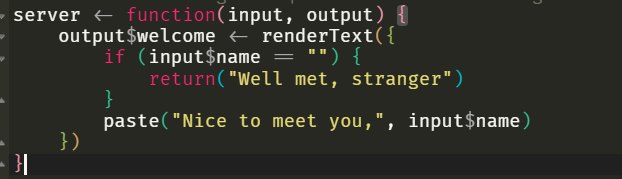 server <- function(input, output) {
    output$welcome <- renderText({
        if (input$name == "") {
            return("Well met, stranger")
        }
        paste("Nice to meet you,", input$name)
    })
}